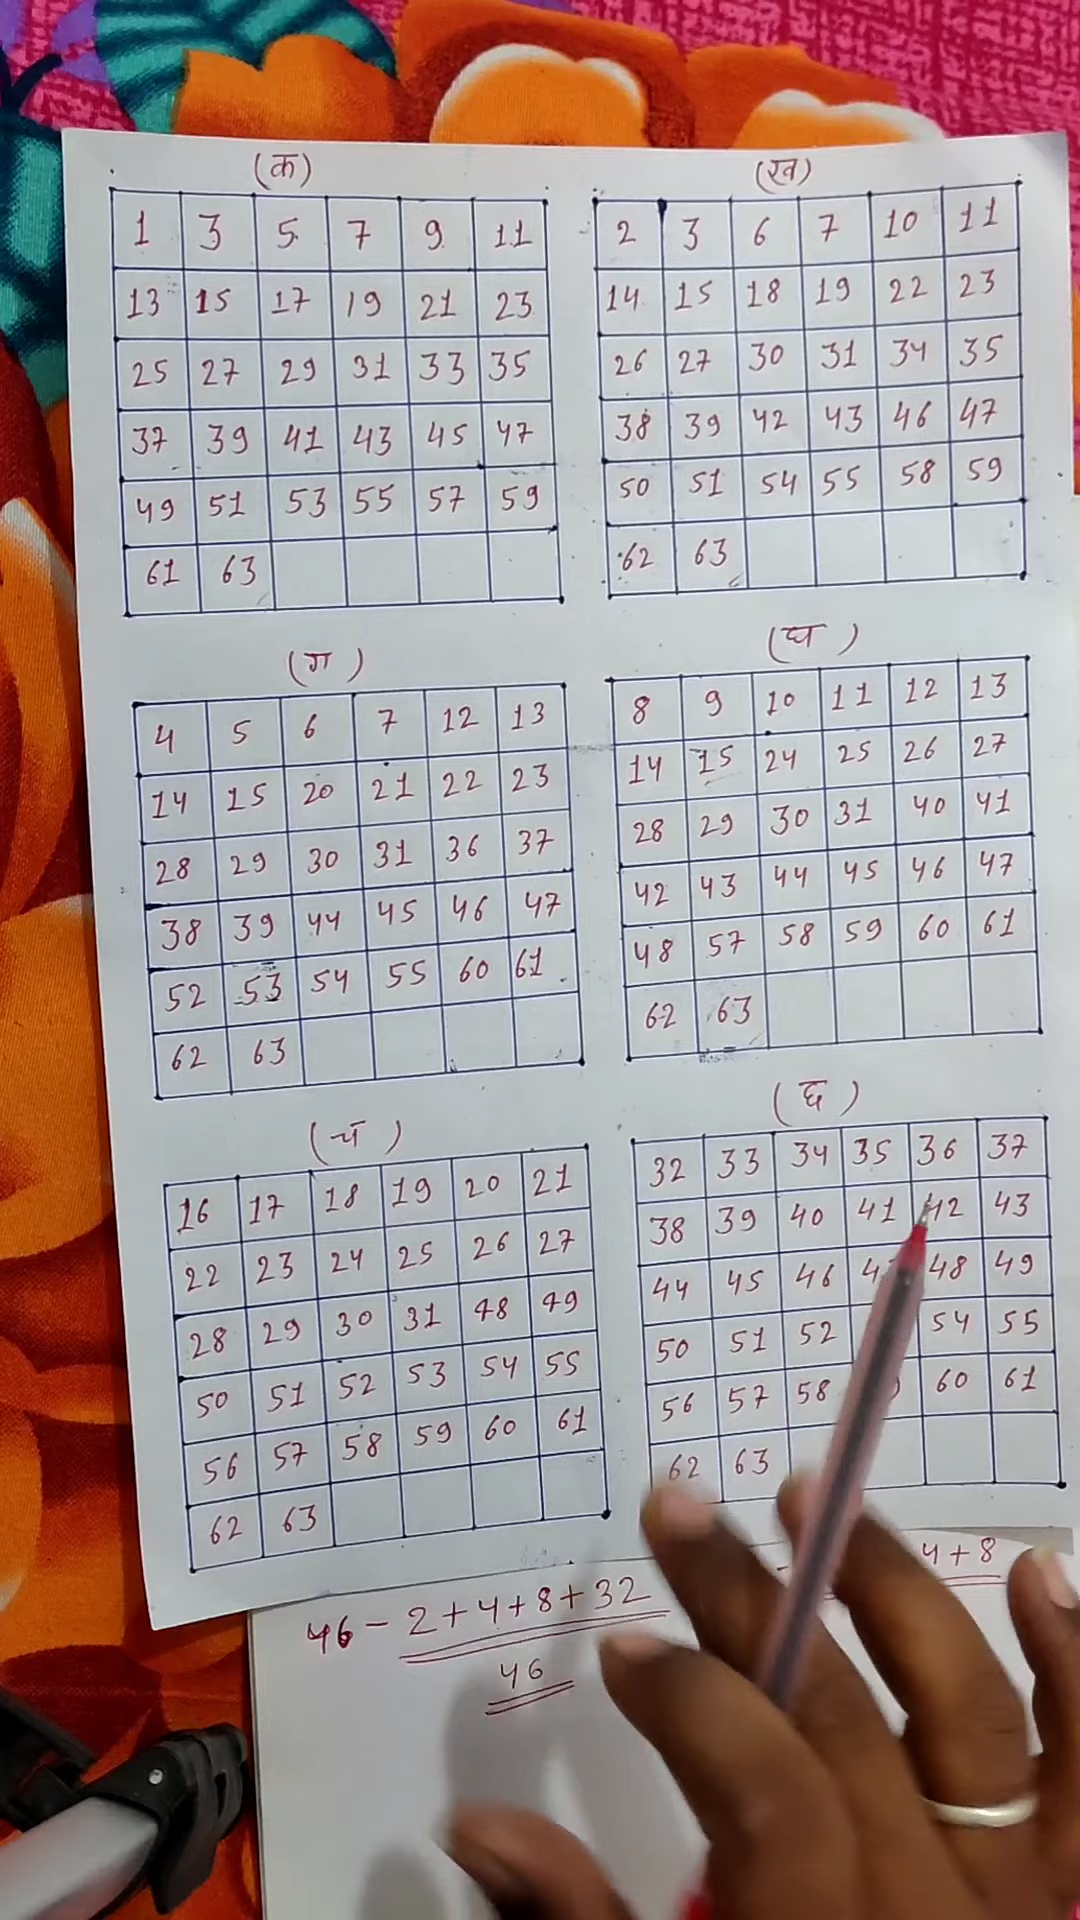 (क)
1 3 5 7 9 11
13 15 17 19 21 23
25 27 29 31 33 35
37 39 41 43 45 47
49 51 53 55 57 59
61 63
(ख)
2 3 6 7 10 11
14 15 18 19 22 23
26 27 30 31 34 35
38 39 42 43 46 47
50 51 54 55 58 59
62 63
(ग)
4 5 6 7 12 13
14 15 20 21 22 23
28 29 30 31 36 37
38 39 44 45 46 47
52 53 54 55 60 61
62 63
(घ)
8 9 10 11 12 13
14 15 24 25 26 27
28 29 30 31 40 41
42 43 44 45 46 47
48 57 58 59 60 61
62 63
(च)
16 17 18 19 20 21
22 23 24 25 26 27
28 29 30 31 48 49
50 51 52 53 54 55
56 57 58 59 60 61
62 63
(छ)
32 33 34 35 36 37
38 39 40 41 42 43
44 45 46 48 49
50 51 52 54 55
56 57 58 60 61
62 63
4+8
46 - 2+4+8+32
46